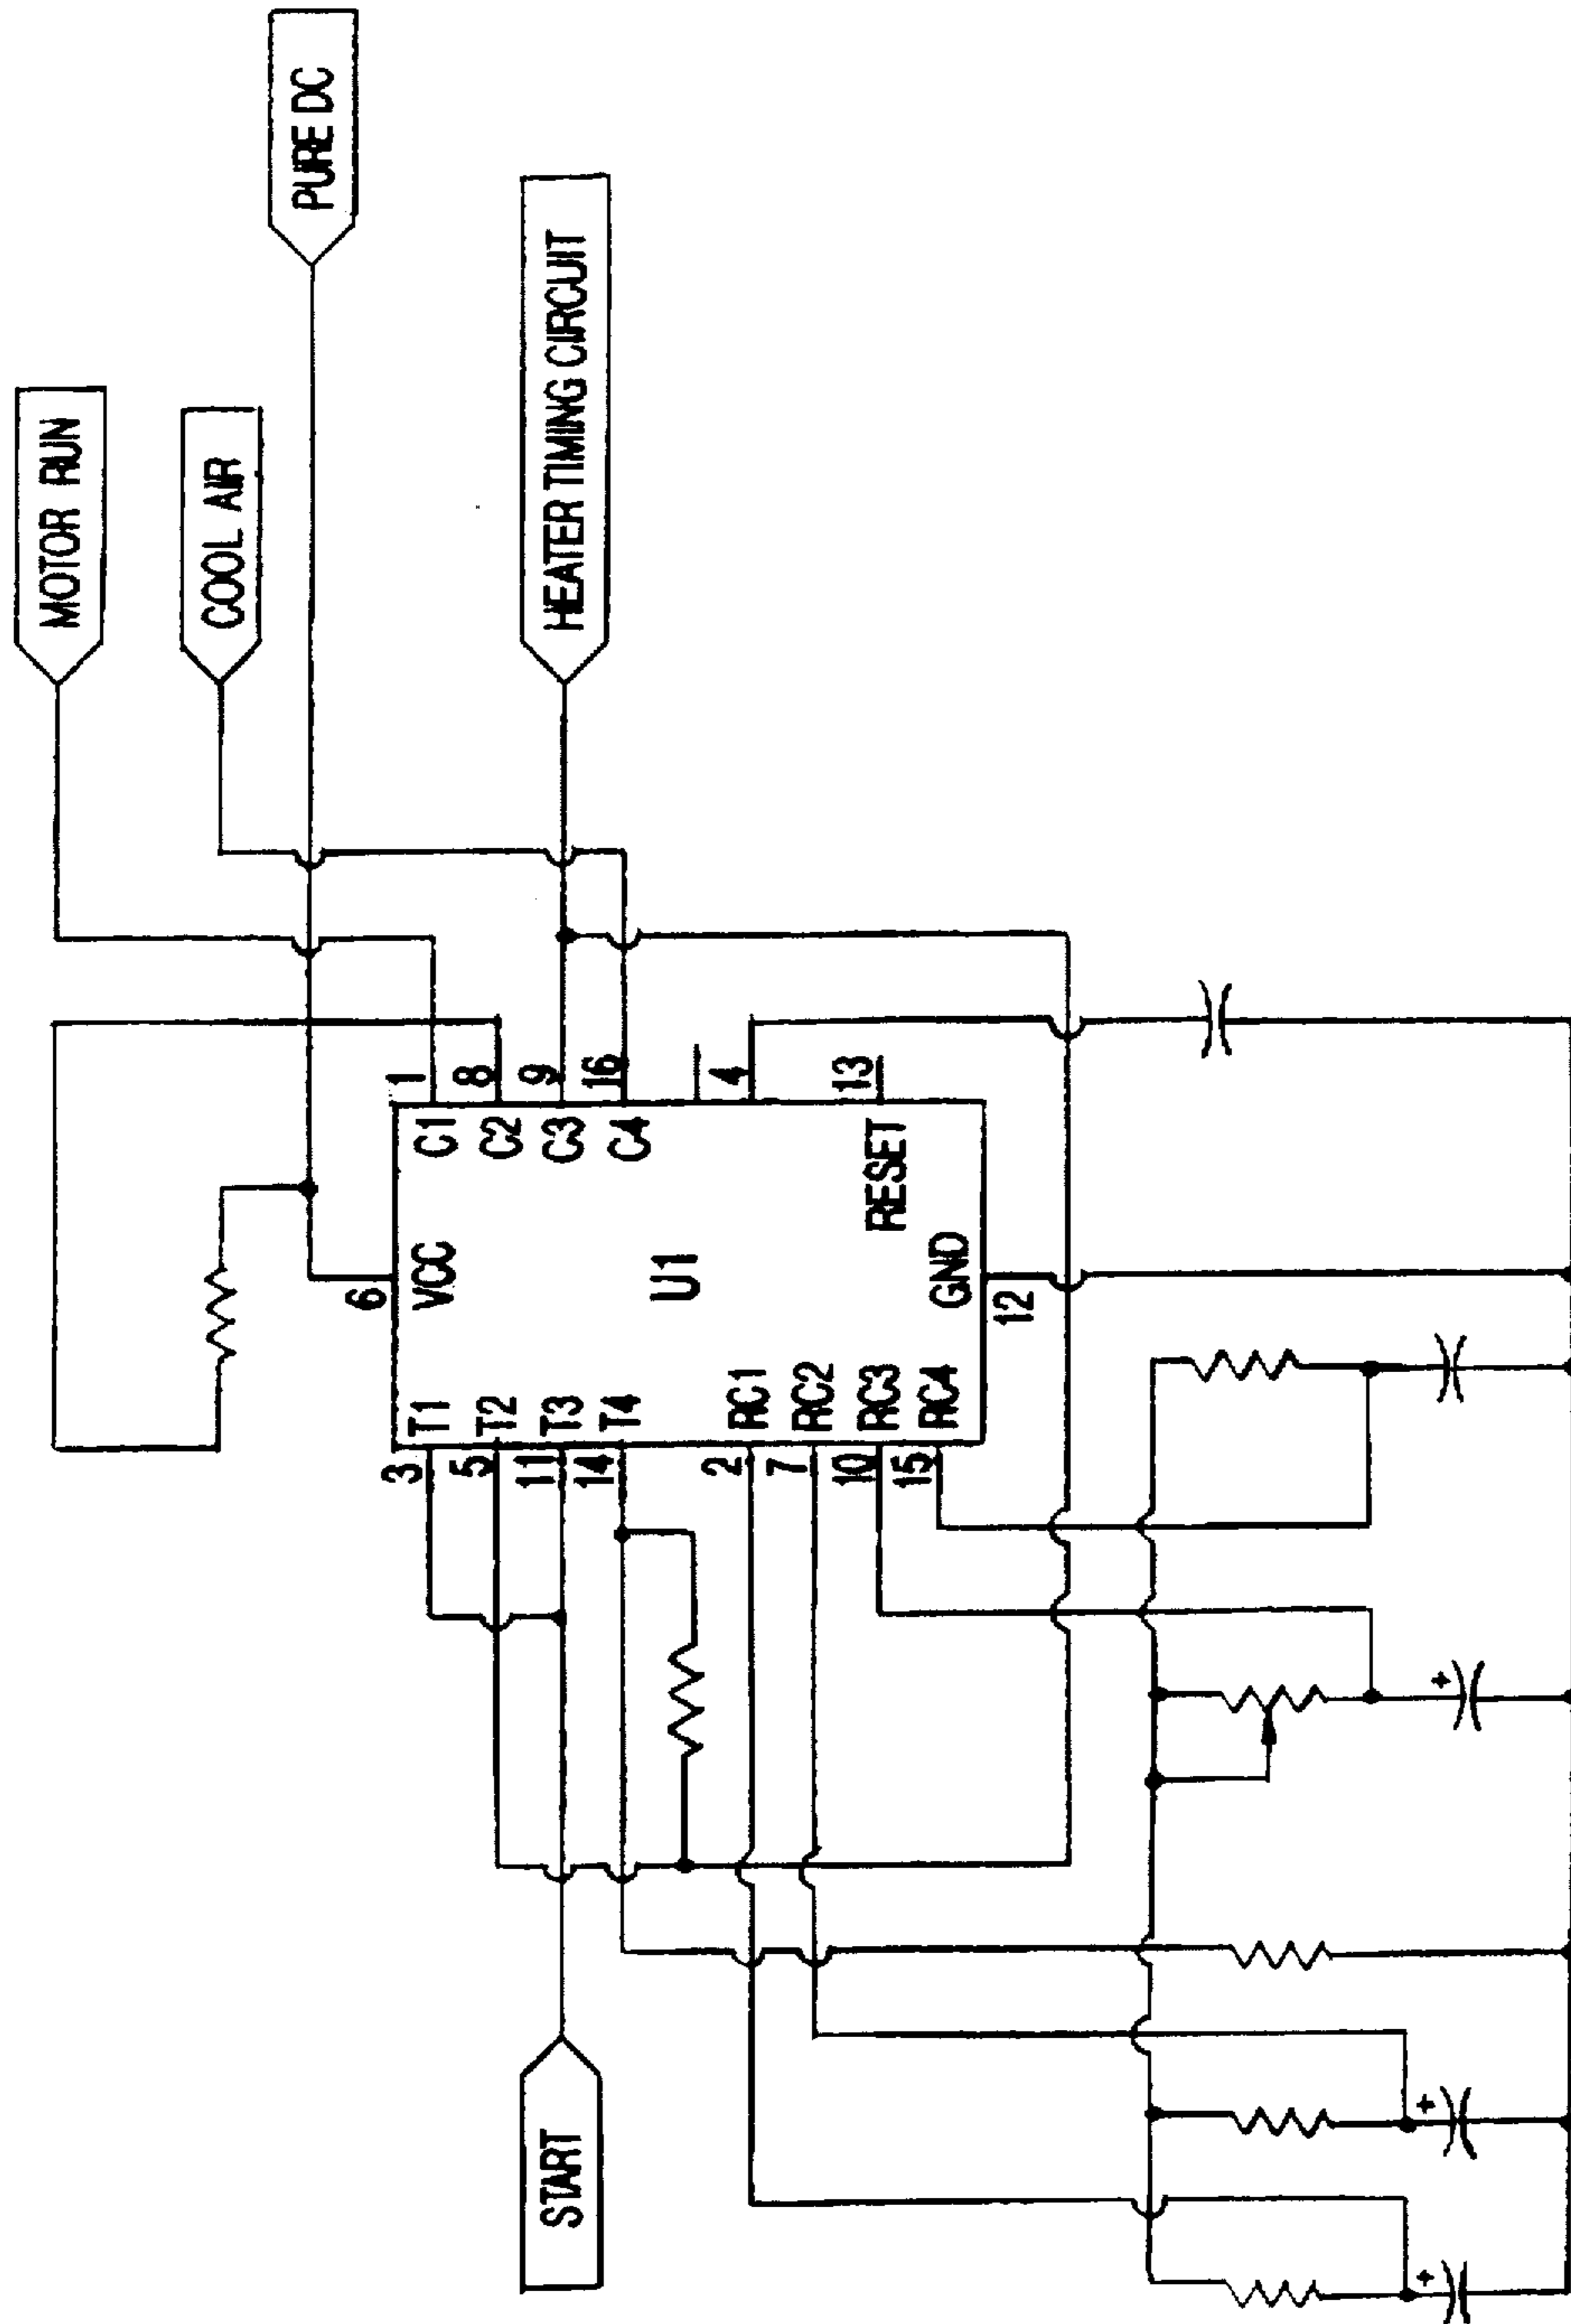 MOTOR RUN
COOL AIR
PURE DC
HEATER TIMING CIRCUIT
START
U1
6
VCC
3
T1
5
T2
11
T3
14
T4
2
RC1
7
RC2
10
RC3
15
RC4
1
C1
8
C2
9
C3
16
C4
4
13
RESET
GND
12
+
+
+